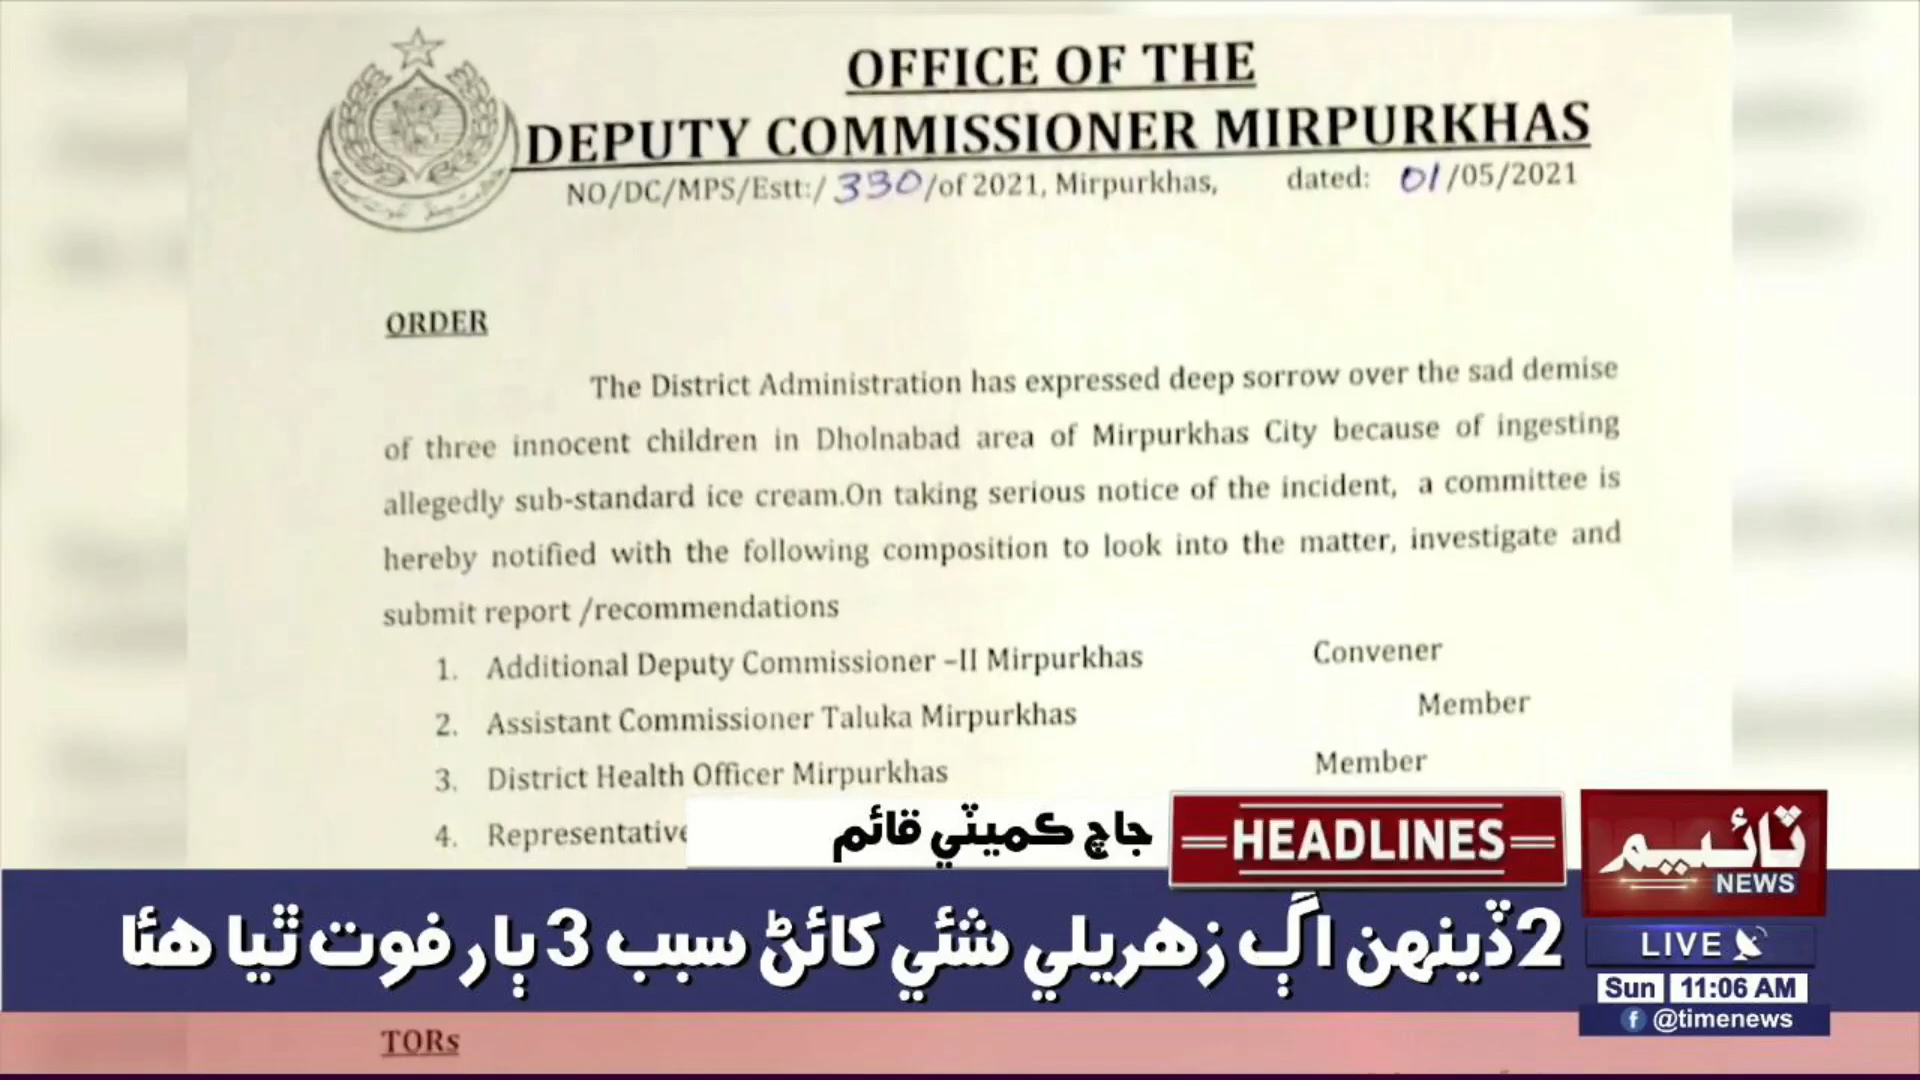 OFFICE OF THE
DEPUTY COMMISSIONER MIRPURKHAS
NO/DC/MPS/Estt:/ 330 /of 2021, Mirpurkhas, dated: 01/05/2021
ORDER
The District Administration has expressed deep sorrow over the sad demise
of three innocent children in Dholnabad area of Mirpurkhas City because of ingesting
allegedly sub-standard ice cream.On taking serious notice of the incident, a committee is
hereby notified with the following composition to look into the matter, investigate and
submit report /recommendations
1. Additional Deputy Commissioner –II Mirpurkhas Convener
2. Assistant Commissioner Taluka Mirpurkhas Member
3. District Health Officer Mirpurkhas Member
4. Representative
جاچ ڪميٽي قائم
HEADLINES
ٽائيم
NEWS
2 ڏينهن اڳ زهريلي شئي کائڻ سبب 3 ٻار فوت ٿيا هئا
LIVE
Sun 11:06 AM
@timenews
TORs